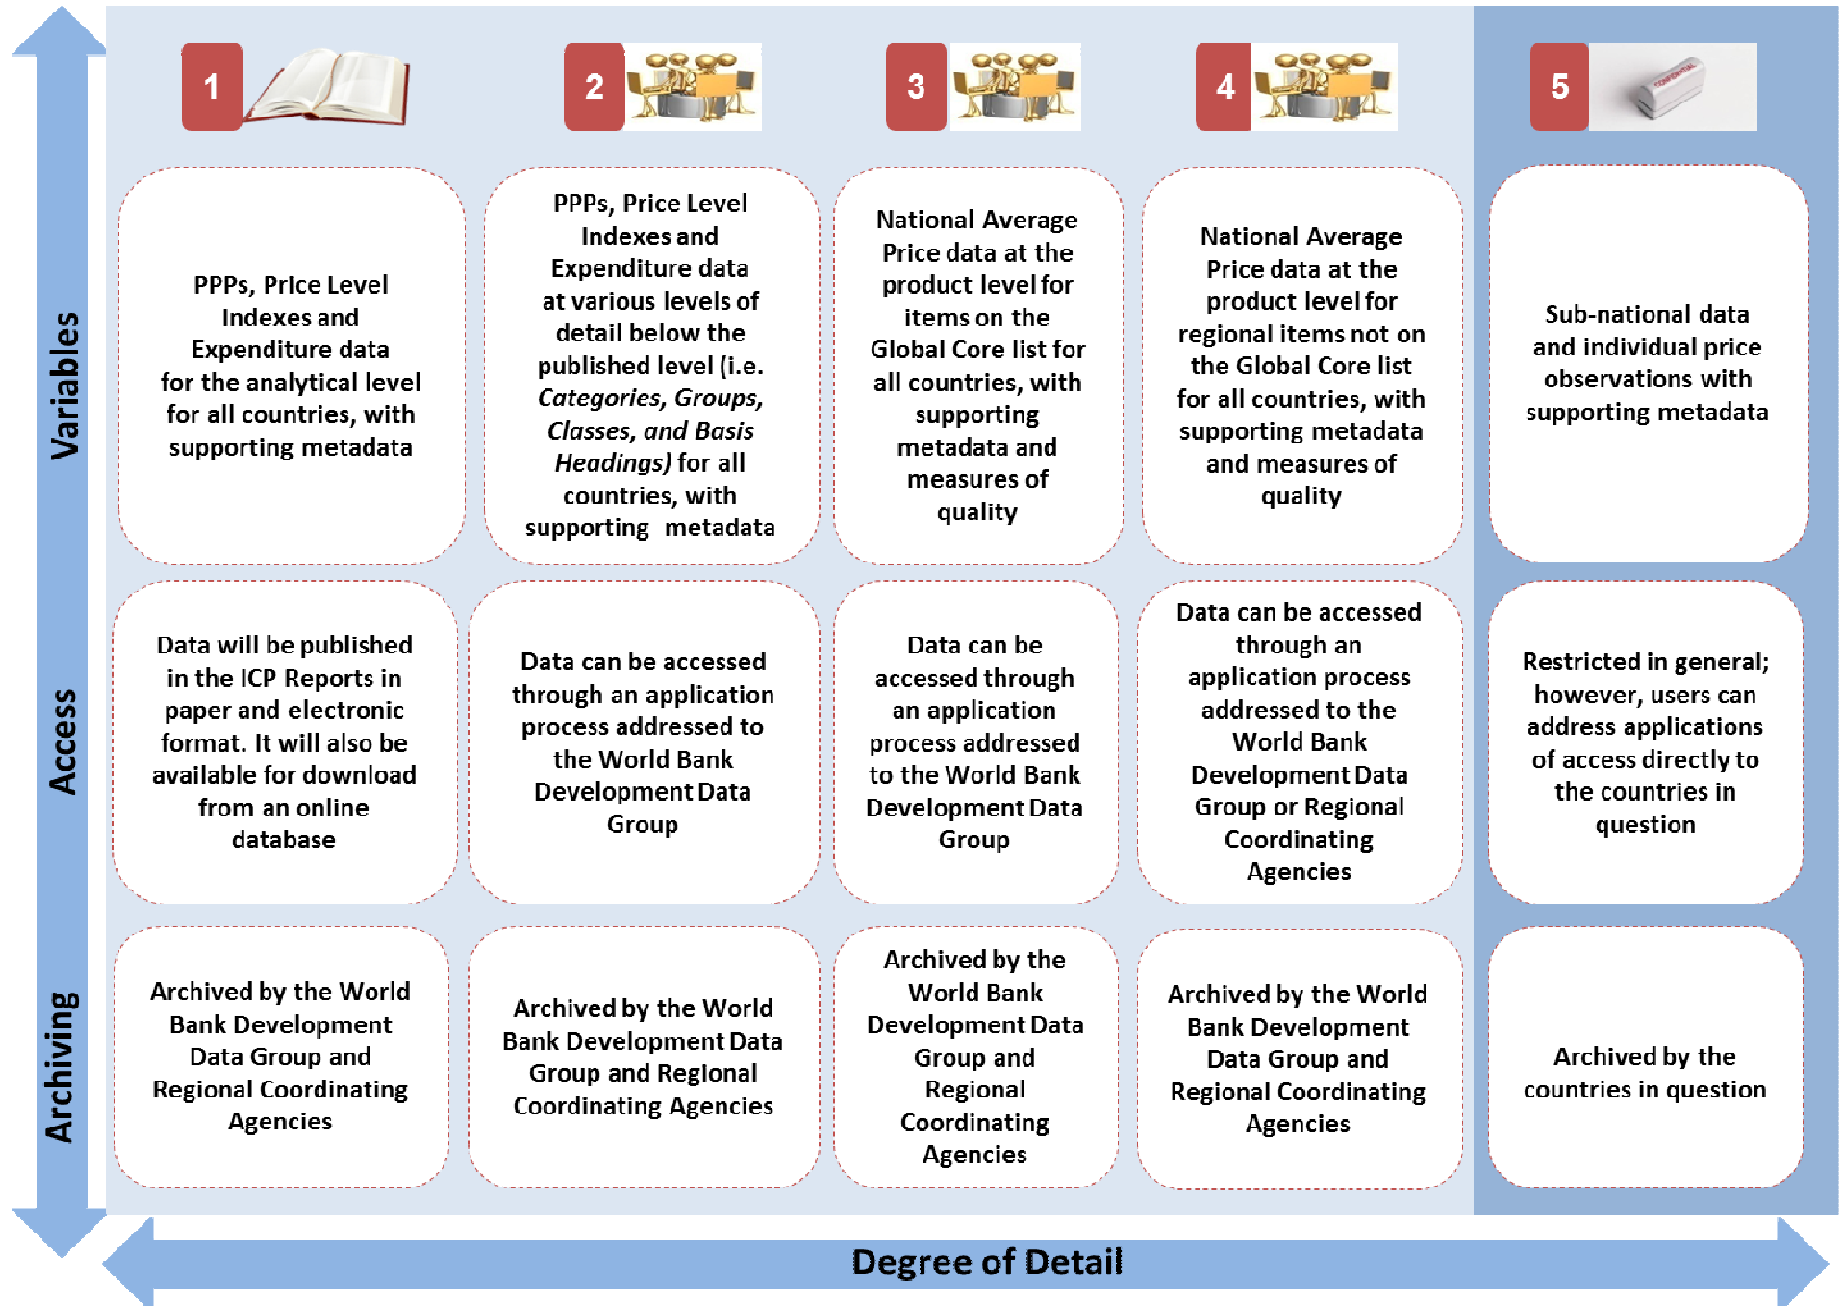 1
2
3
4
5
CONFIDENTIAL
Variables
PPPs, Price Level
Indexes and
Expenditure data
for the analytical level
for all countries, with
supporting metadata
PPPs, Price Level
Indexes and
Expenditure data
at various levels of
detail below the
published level (i.e.
Categories, Groups,
Classes, and Basis
Headings) for all
countries, with
supporting metadata
National Average
Price data at the
product level for
items on the
Global Core list for
all countries, with
supporting
metadata and
measures of
quality
National Average
Price data at the
product level for
regional items not on
the Global Core list
for all countries, with
supporting metadata
and measures of
quality
Sub-national data
and individual price
observations with
supporting metadata
Access
Data will be published
in the ICP Reports in
paper and electronic
format. It will also be
available for download
from an online
database
Data can be accessed
through an application
process addressed to
the World Bank
Development Data
Group
Data can be
accessed through
an application
process addressed
to the World Bank
Development Data
Group
Data can be accessed
through an
application process
addressed to the
World Bank
Development Data
Group or Regional
Coordinating
Agencies
Restricted in general;
however, users can
address applications
of access directly to
the countries in
question
Archiving
Archived by the World
Bank Development
Data Group and
Regional Coordinating
Agencies
Archived by the World
Bank Development Data
Group and Regional
Coordinating Agencies
Archived by the
World Bank
Development Data
Group and
Regional
Coordinating
Agencies
Archived by the World
Bank Development
Data Group and
Regional Coordinating
Agencies
Archived by the
countries in question
Degree of Detail